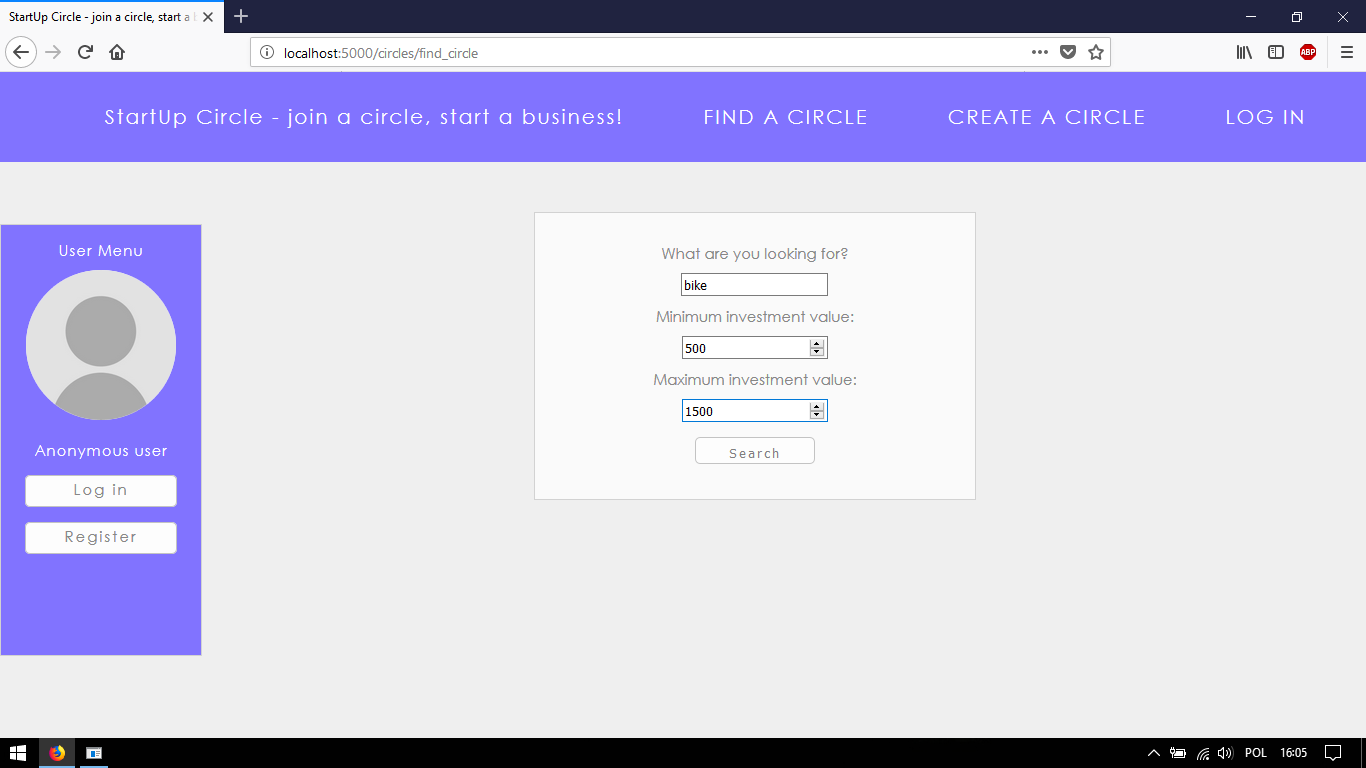 StartUp Circle - join a circle, start a b
localhost:5000/circles/find_circle
ABP
StartUp Circle - join a circle, start a business! FIND A CIRCLE CREATE A CIRCLE LOG IN
User Menu
Anonymous user
Log in
Register
What are you looking for?
bike
Minimum investment value:
500
Maximum investment value:
1500
Search
POL 16:05